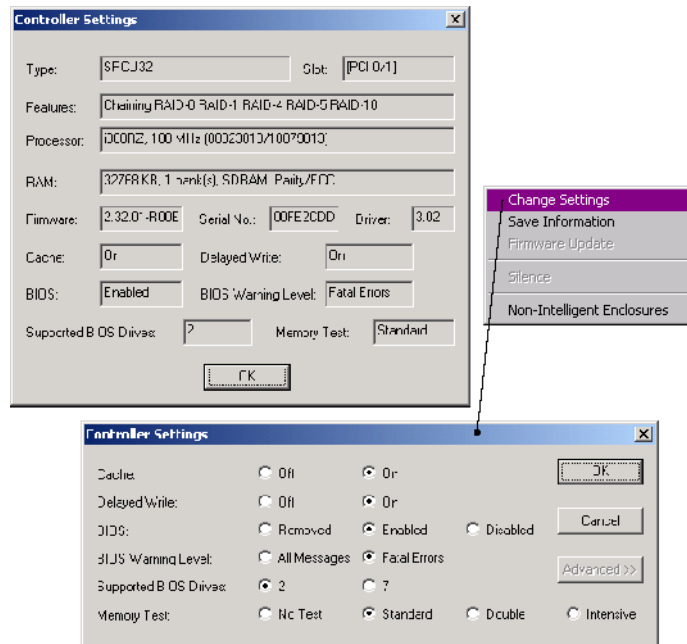 Controller Settings
Type: Slot: [PCI 0/1]
Features: Chaining RAID-0 RAID-1 RAID-4 RAID-5 RAID-10
Processor: 100 MHz
RAM: 32768 KB, 1 bank(s), SDRAM Parity/ECC
Firmware: 2.32.01-R00E Serial No.: Driver: 3.02
Cache: On Delayed Write: On
BIOS: Enabled BIOS Warning Level: Fatal Errors
Supported BIOS Drives: 2 Memory Test: Standard
OK
Change Settings
Save Information
Firmware Update
Silence
Non-Intelligent Enclosures
Controller Settings
Cache: Off On OK
Delayed Write: Off On
BIOS: Removed Enabled Disabled Cancel
BIOS Warning Level: All Messages Fatal Errors
Supported BIOS Drives: 2 7 Advanced >>
Memory Test: No Test Standard Double Intensive